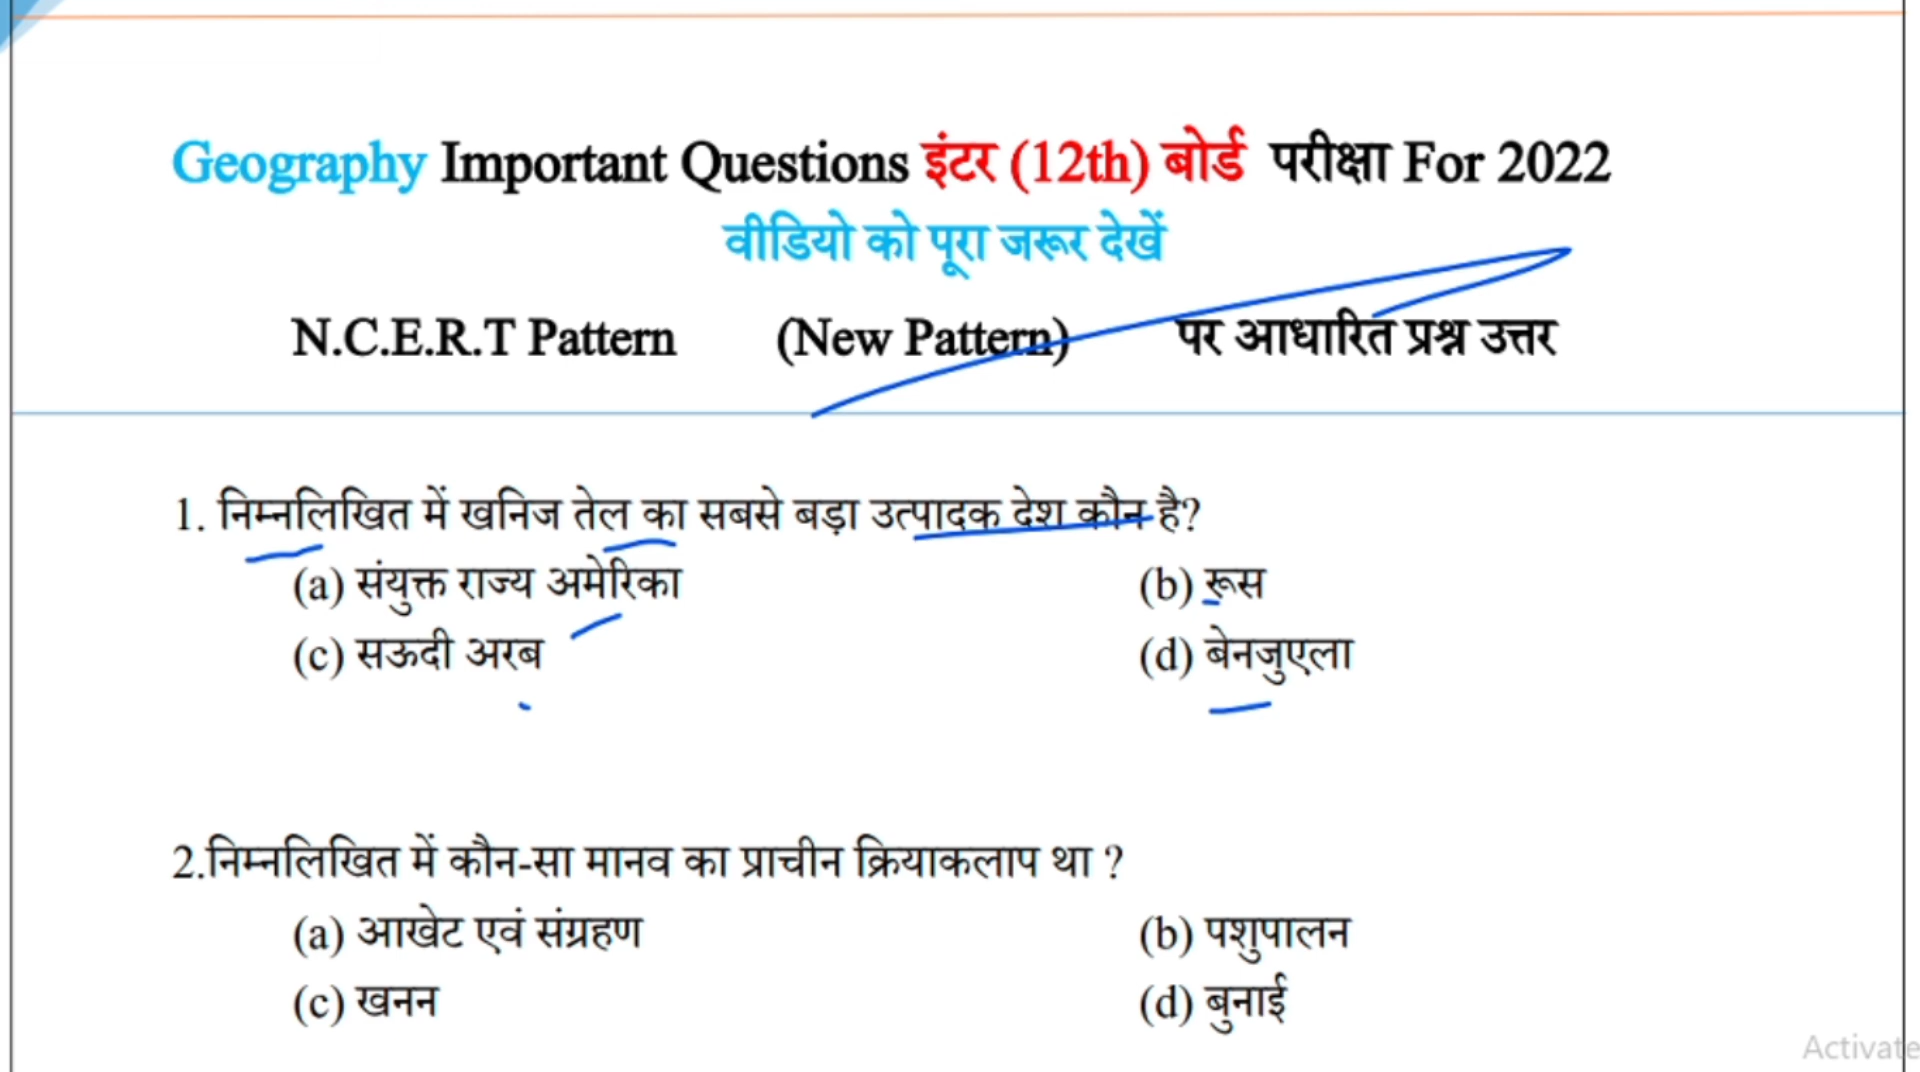 Geography Important Questions इंटर (12th) बोर्ड परीक्षा For 2022
वीडियो को पूरा जरूर देखें
N.C.E.R.T Pattern (New Pattern) पर आधारित प्रश्न उत्तर
1. निम्नलिखित में खनिज तेल का सबसे बड़ा उत्पादक देश कौन है?
(a) संयुक्त राज्य अमेरिका (b) रूस
(c) सऊदी अरब (d) बेनजुएला
2.निम्नलिखित में कौन-सा मानव का प्राचीन क्रियाकलाप था ?
(a) आखेट एवं संग्रहण (b) पशुपालन
(c) खनन (d) बुनाई
Activate